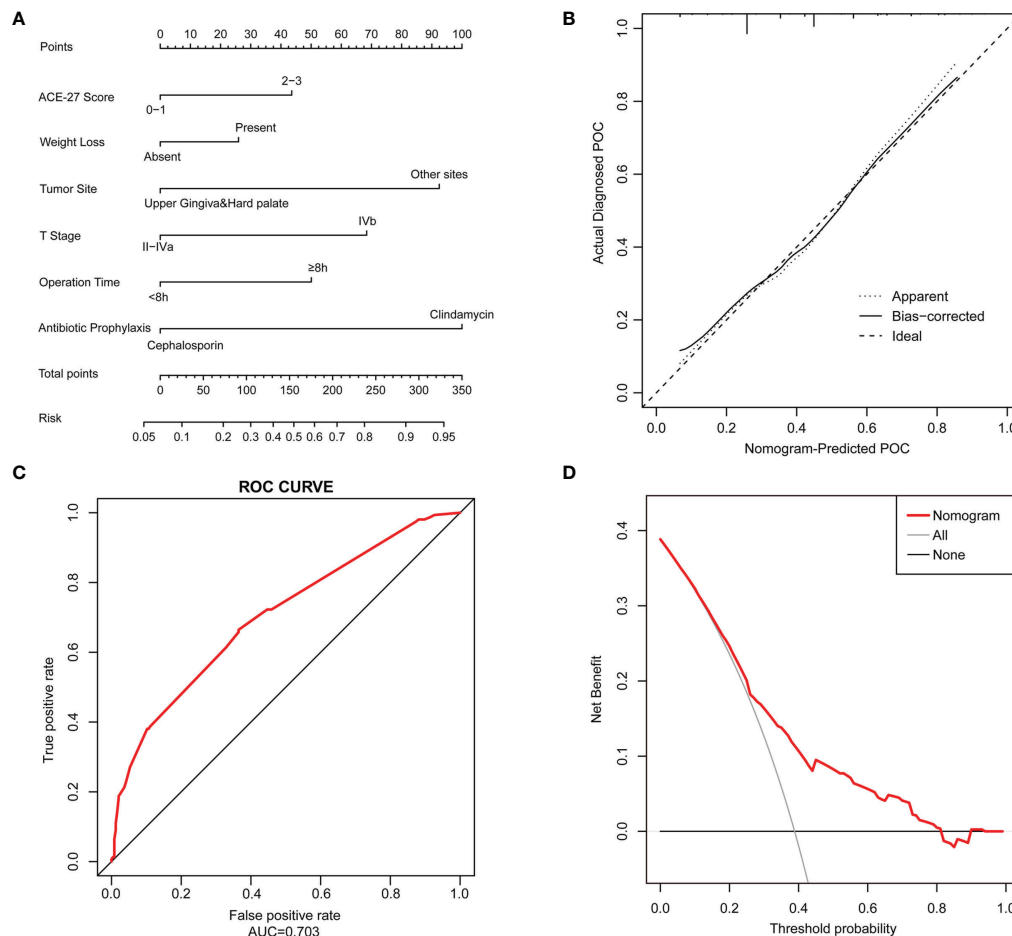 A
Points
0 10 20 30 40 50 60 70 80 90 100
ACE-27 Score
2-3
0-1
Weight Loss
Present
Absent
Tumor Site
Other sites
Upper Gingiva&Hard palate
T Stage
IVb
II-IVa
Operation Time
≥8h
<8h
Antibiotic Prophylaxis
Clindamycin
Cephalosporin
Total points
0 50 100 150 200 250 300 350
Risk
0.05 0.1 0.2 0.3 0.4 0.5 0.6 0.7 0.8 0.9 0.95
B
Actual Diagnosed POC
1.0
0.8
0.6
0.4
0.2
0.0
Apparent
Bias-corrected
Ideal
0.0 0.2 0.4 0.6 0.8 1.0
Nomogram-Predicted POC
C
ROC CURVE
True positive rate
1.0
0.8
0.6
0.4
0.2
0.0
0.0 0.2 0.4 0.6 0.8 1.0
False positive rate
AUC=0.703
D
Nomogram
All
None
Net Benefit
0.4
0.3
0.2
0.1
0.0
0.0 0.2 0.4 0.6 0.8 1.0
Threshold probability